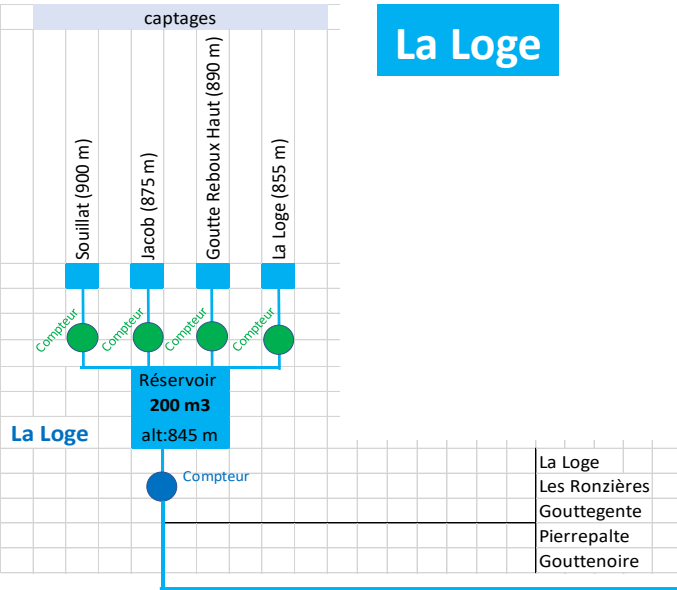 captages
La Loge
Souillat (900 m)
Jacob (875 m)
Goutte Reboux Haut (890 m)
La Loge (855 m)
Compteur
Compteur
Compteur
Compteur
Réservoir
200 m3
alt:845 m
La Loge
Compteur
La Loge
Les Ronzières
Gouttegente
Pierrepalte
Gouttenoire